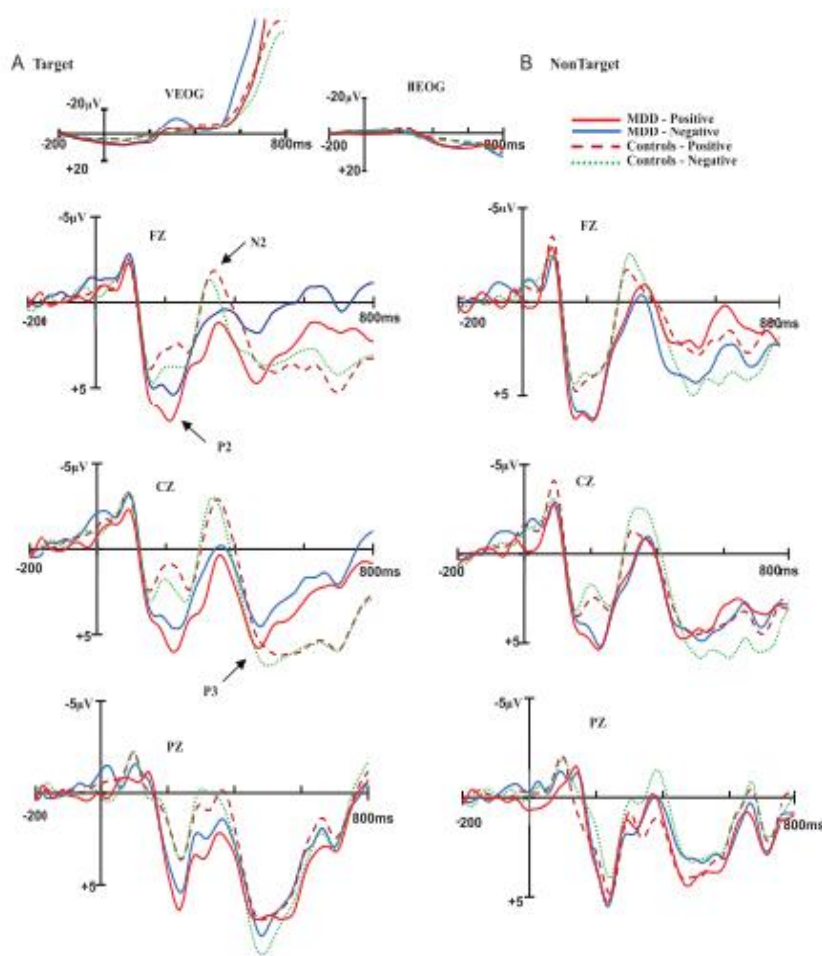 A Target
VEOG
-20µV
-200
800ms
+20
HEOG
-20µV
-200
800ms
+20
B NonTarget
MDD - Positive
MDD - Negative
Controls - Positive
Controls - Negative
-5µV
FZ
N2
-200
800ms
+5
P2
-5µV
FZ
-200
800ms
+5
-5µV
CZ
-200
800ms
+5
P3
-5µV
CZ
-200
800ms
+5
-5µV
PZ
-200
800ms
+5
-5µV
PZ
-200
800ms
+5